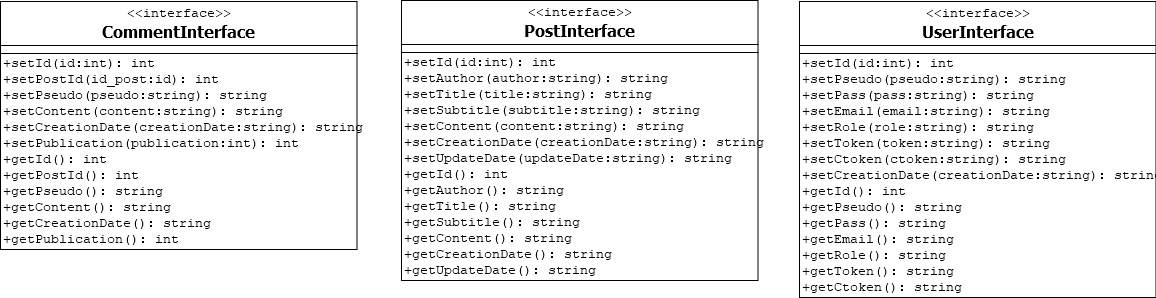 <<interface>>
CommentInterface
+setId(id:int): int
+setPostId(id_post:id): int
+setPseudo(pseudo:string): string
+setContent(content:string): string
+setCreationDate(creationDate:string): string
+setPublication(publication:int): int
+getId(): int
+getPostId(): int
+getPseudo(): string
+getContent(): string
+getCreationDate(): string
+getPublication(): int
<<interface>>
PostInterface
+setId(id:int): int
+setAuthor(author:string): string
+setTitle(title:string): string
+setSubtitle(subtitle:string): string
+setContent(content:string): string
+setCreationDate(creationDate:string): string
+setUpdateDate(updateDate:string): string
+getId(): int
+getAuthor(): string
+getTitle(): string
+getSubtitle(): string
+getContent(): string
+getCreationDate(): string
+getUpdateDate(): string
<<interface>>
UserInterface
+setId(id:int): int
+setPseudo(pseudo:string): string
+setPass(pass:string): string
+setEmail(email:string): string
+setRole(role:string): string
+setToken(token:string): string
+setCtoken(ctoken:string): string
+setCreationDate(creationDate:string): string
+getId(): int
+getPseudo(): string
+getPass(): string
+getEmail(): string
+getRole(): string
+getToken(): string
+getCtoken(): string